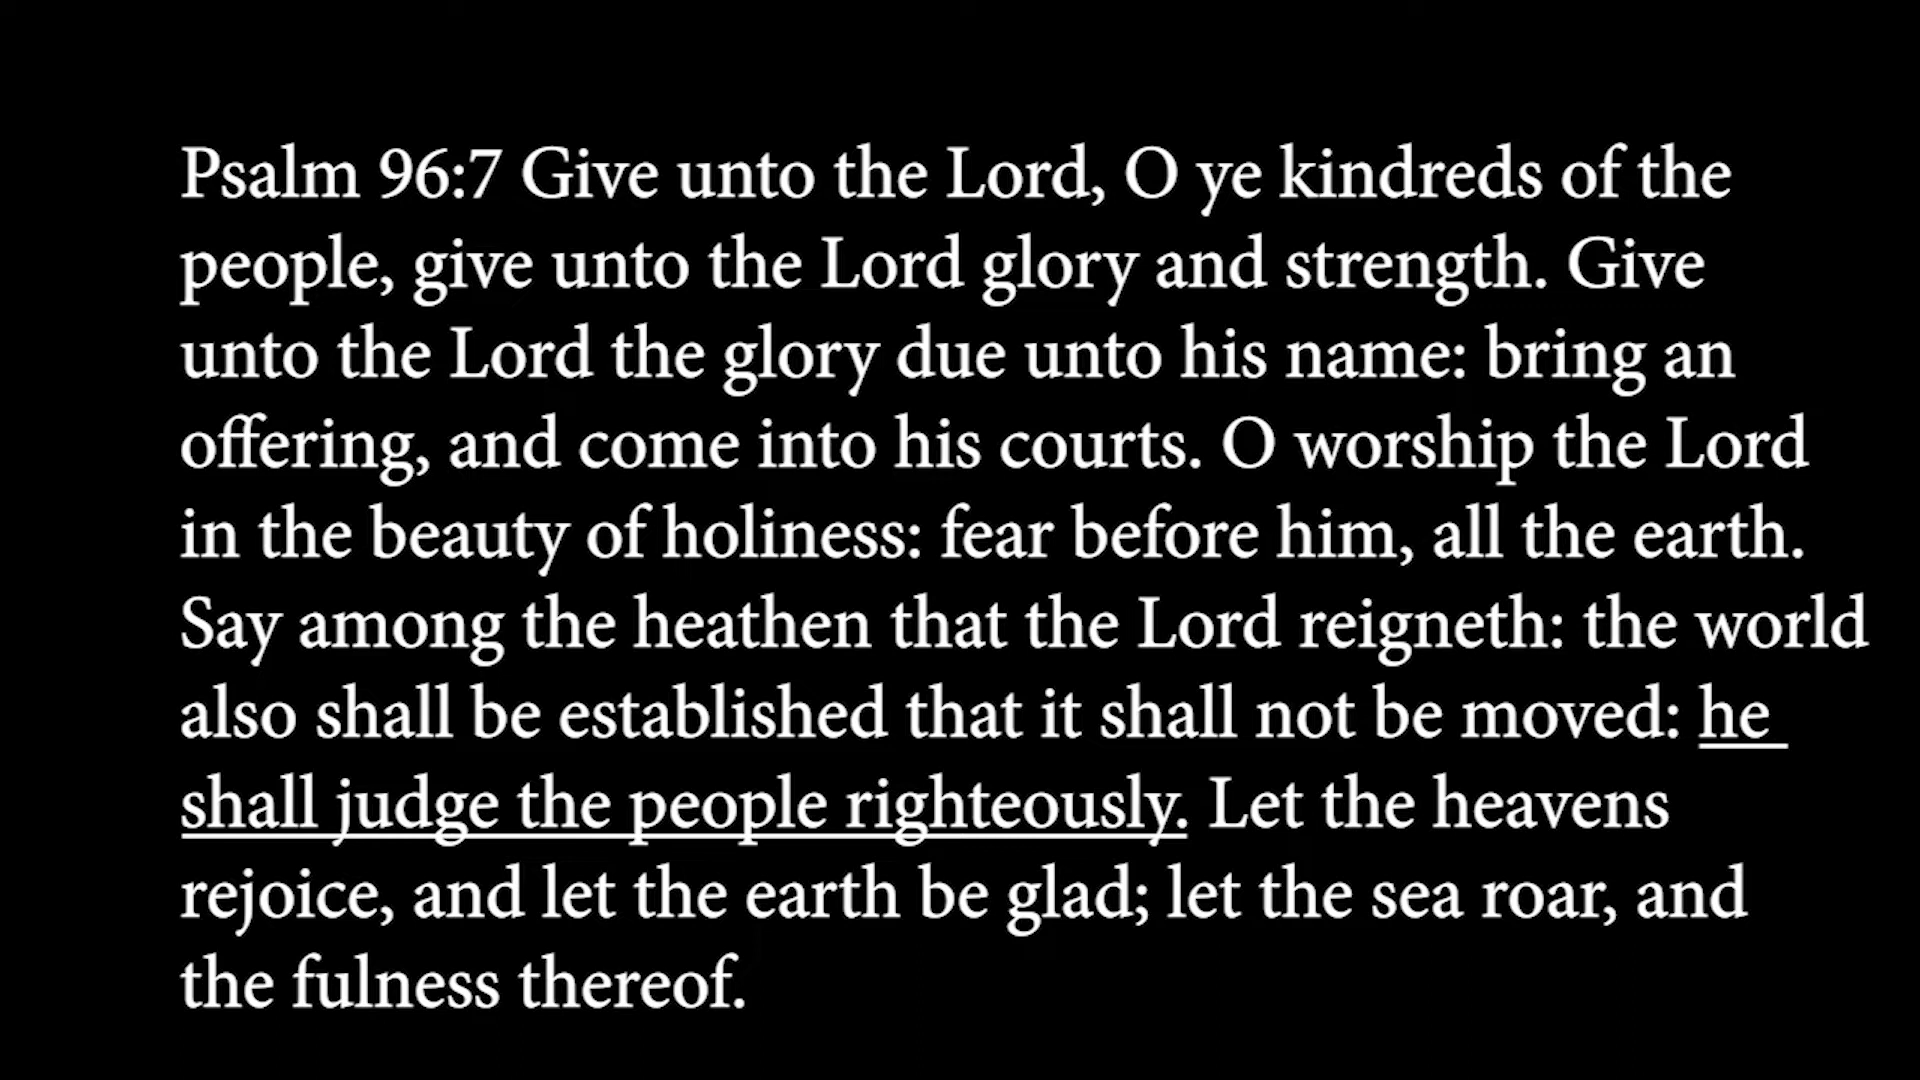 Psalm 96:7 Give unto the Lord, O ye kindreds of the
people, give unto the Lord glory and strength. Give
unto the Lord the glory due unto his name: bring an
offering, and come into his courts. O worship the Lord
in the beauty of holiness: fear before him, all the earth.
Say among the heathen that the Lord reigneth: the world
also shall be established that it shall not be moved: he
shall judge the people righteously. Let the heavens
rejoice, and let the earth be glad; let the sea roar, and
the fulness thereof.